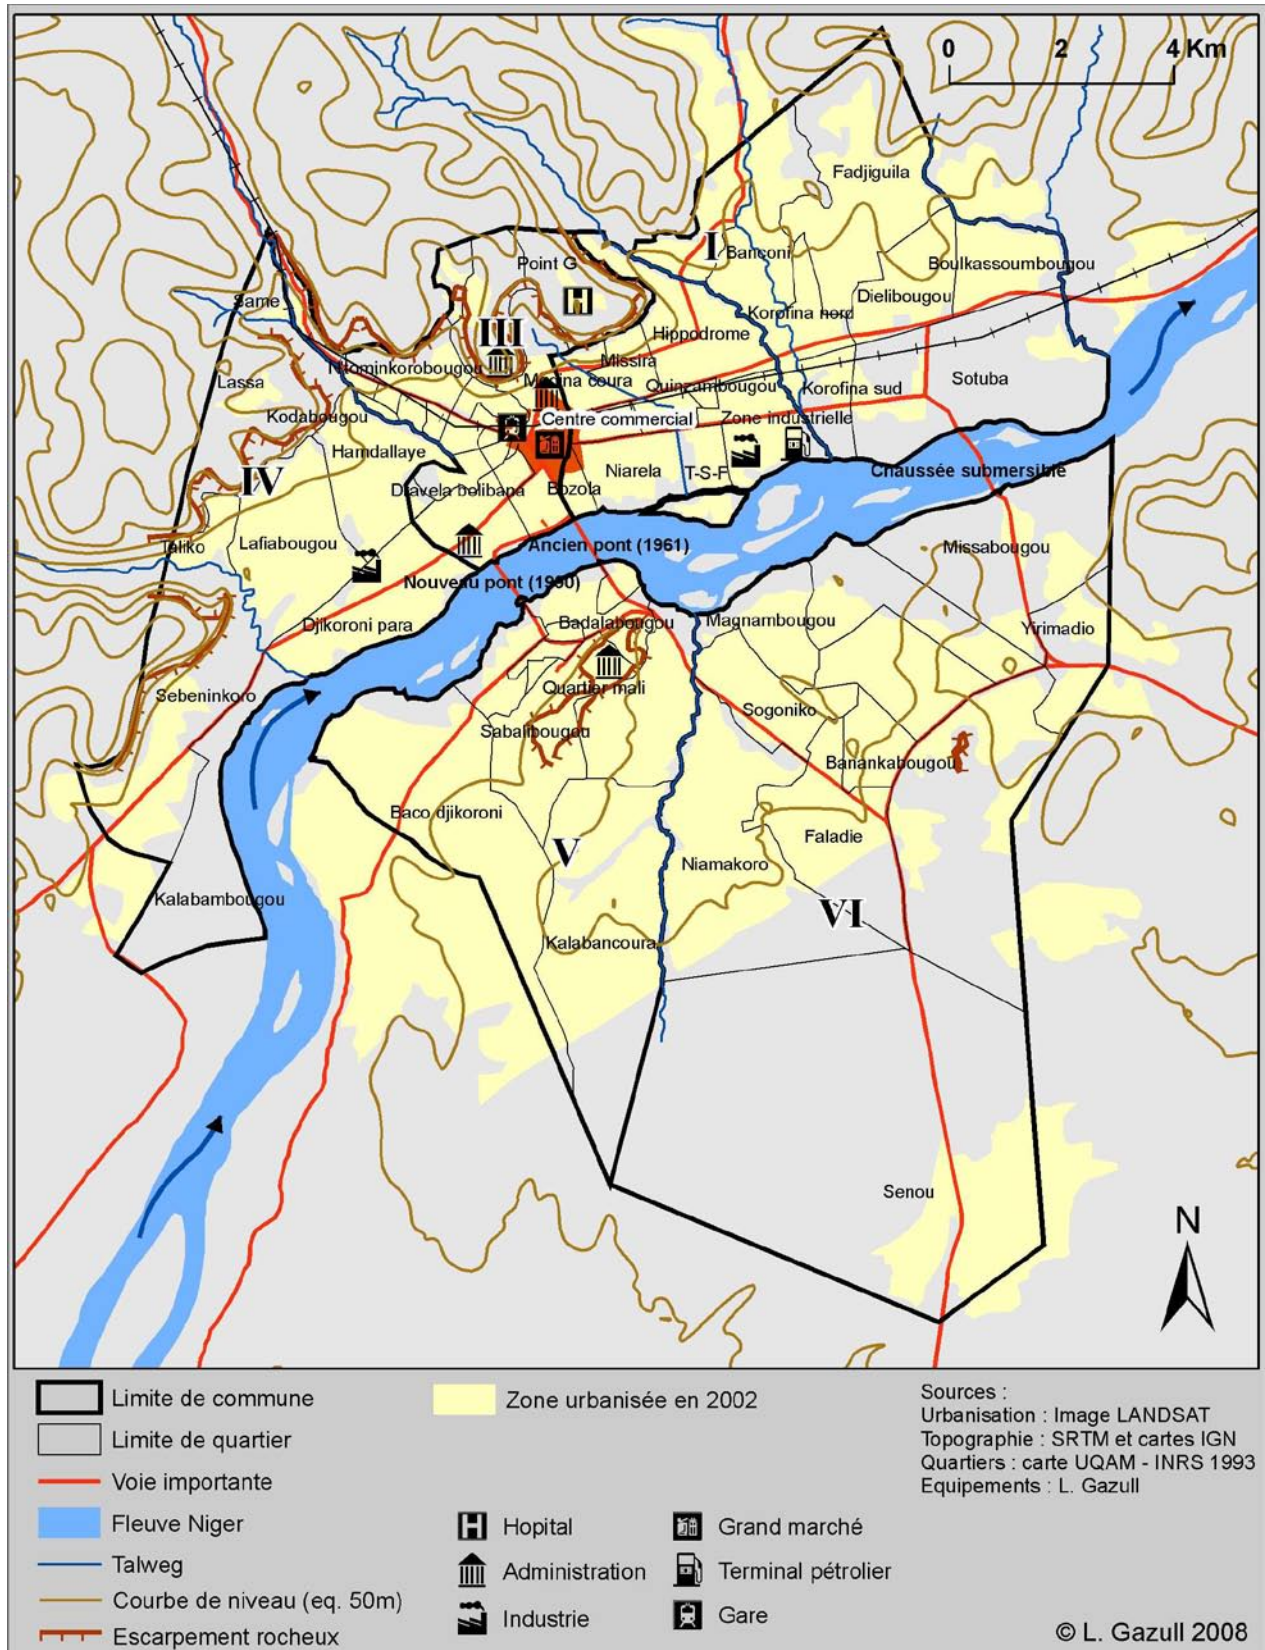 0 2 4 Km
Fadjiguila
I
Banconi
Point G
Boulkassoumbougou
Dielibougou
Same
Korofina nord
III
Hippodrome
Missira
Ntominkorobougou
Medina coura
Quinzambougou
Sotuba
Lassa
Korofina sud
Kodabougou
Centre commercial
Zone industrielle
Hamdallaye
Niarela
T-S-F
Chaussée submersible
IV
Dravela bolibana
Bozola
Taliko
Lafiabougou
Ancien pont (1961)
Missabougou
Nouveau pont (1990)
Djikoroni para
Badalabougou
Magnambougou
Yirimadio
Sebeninkoro
Quartier mali
Sogoniko
Sabalibougou
Banankabougou
Baco djikoroni
Faladie
V
Niamakoro
Kalabambougou
VI
Kalabancoura
Senou
N
Limite de commune
Limite de quartier
Voie importante
Fleuve Niger
Talweg
Courbe de niveau (eq. 50m)
Escarpement rocheux
Zone urbanisée en 2002
Hopital
Administration
Industrie
Grand marché
Terminal pétrolier
Gare
Sources :
Urbanisation : Image LANDSAT
Topographie : SRTM et cartes IGN
Quartiers : carte UQAM - INRS 1993
Equipements : L. Gazull
© L. Gazull 2008